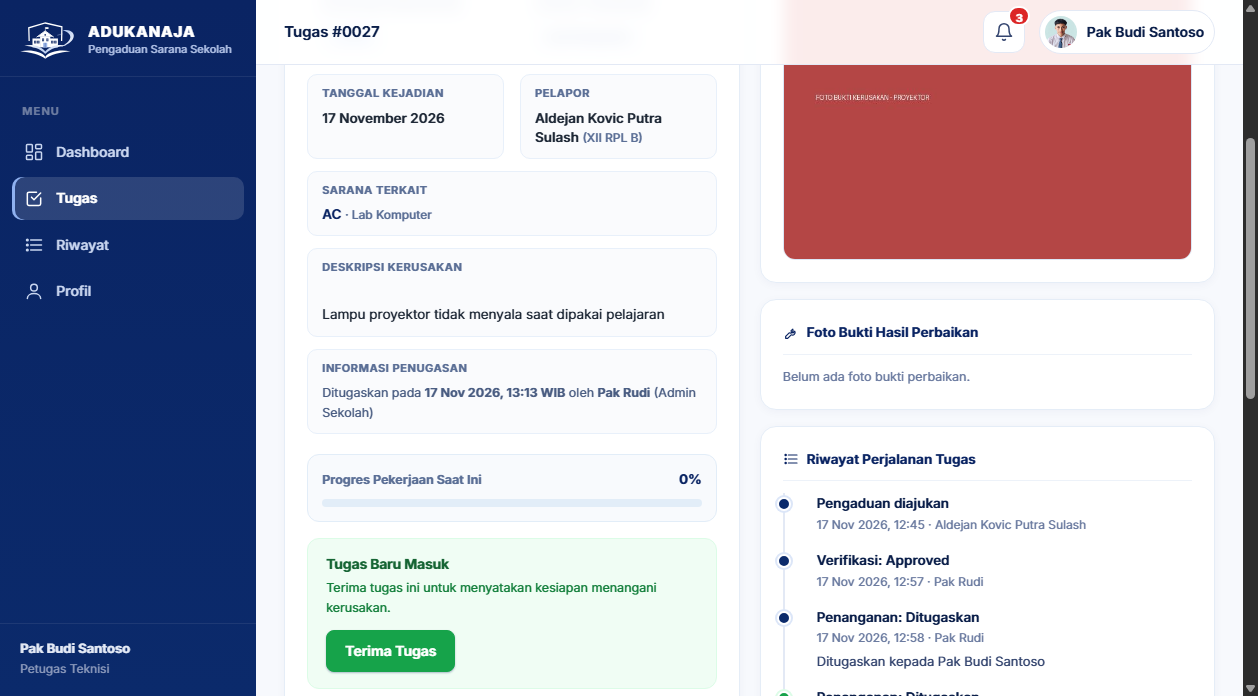 ADUKANAJA
Pengaduan Sarana Sekolah
MENU
Dashboard
Tugas
Riwayat
Profil
Pak Budi Santoso
Petugas Teknisi
Tugas #0027
3
Pak Budi Santoso
TANGGAL KEJADIAN
17 November 2026
PELAPOR
Aldejan Kovic Putra
Sulash (XII RPL B)
SARANA TERKAIT
AC · Lab Komputer
DESKRIPSI KERUSAKAN
Lampu proyektor tidak menyala saat dipakai pelajaran
INFORMASI PENUGASAN
Ditugaskan pada 17 Nov 2026, 13:13 WIB oleh Pak Rudi (Admin
Sekolah)
Progres Pekerjaan Saat Ini
0%
Tugas Baru Masuk
Terima tugas ini untuk menyatakan kesiapan menangani
kerusakan.
Terima Tugas
FOTO BUKTI KERUSAKAN - PROYEKTOR
Foto Bukti Hasil Perbaikan
Belum ada foto bukti perbaikan.
Riwayat Perjalanan Tugas
Pengaduan diajukan
17 Nov 2026, 12:45 · Aldejan Kovic Putra Sulash
Verifikasi: Approved
17 Nov 2026, 12:57 · Pak Rudi
Penanganan: Ditugaskan
17 Nov 2026, 12:58 · Pak Rudi
Ditugaskan kepada Pak Budi Santoso
Penanganan: Ditugaskan